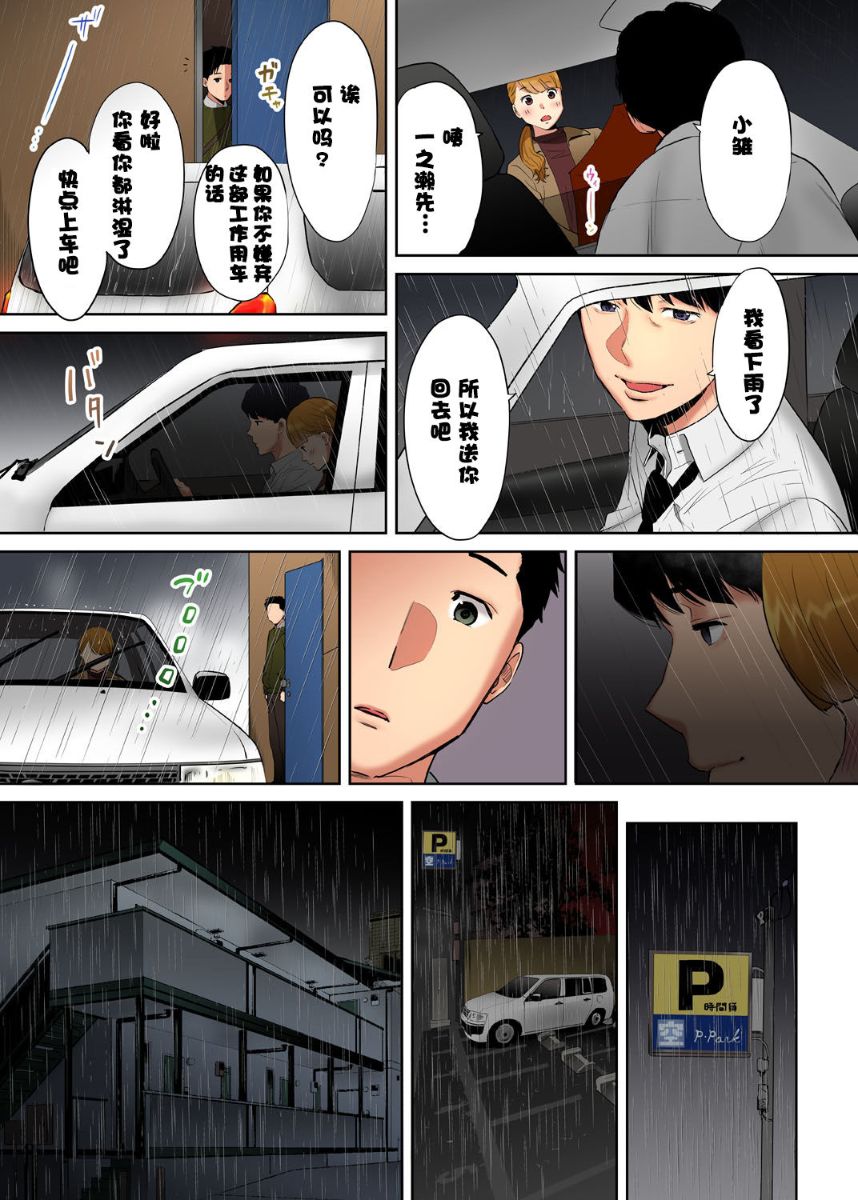 小雏
咦
一之濑先…
ウィーン…
我看下雨了
所以我送你
回去吧
诶
可以吗？
ガチャ
如果你不嫌弃
这部工作用车
的话
好啦
你看你都淋湿了
快点上车吧
ザー…
バタン
ブロロロロ…
P
時間貸
空
P.Park
P
空
P.Park